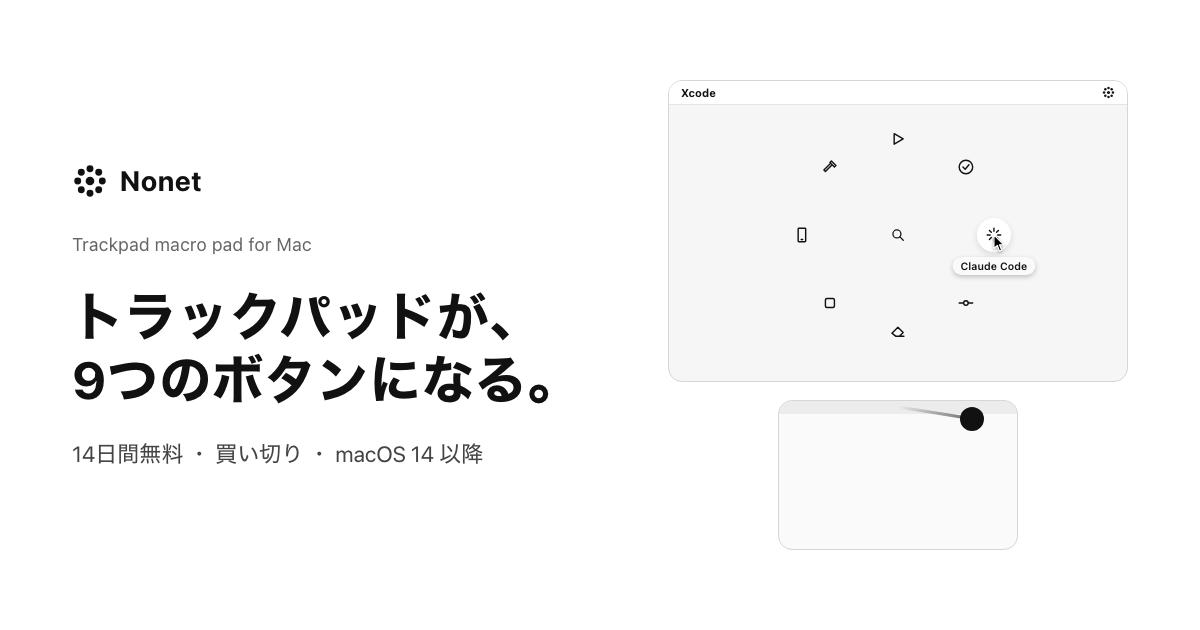 Nonet
Trackpad macro pad for Mac
トラックパッドが、
9つのボタンになる。
14日間無料 ・ 買い切り ・ macOS 14 以降
Xcode
Claude Code